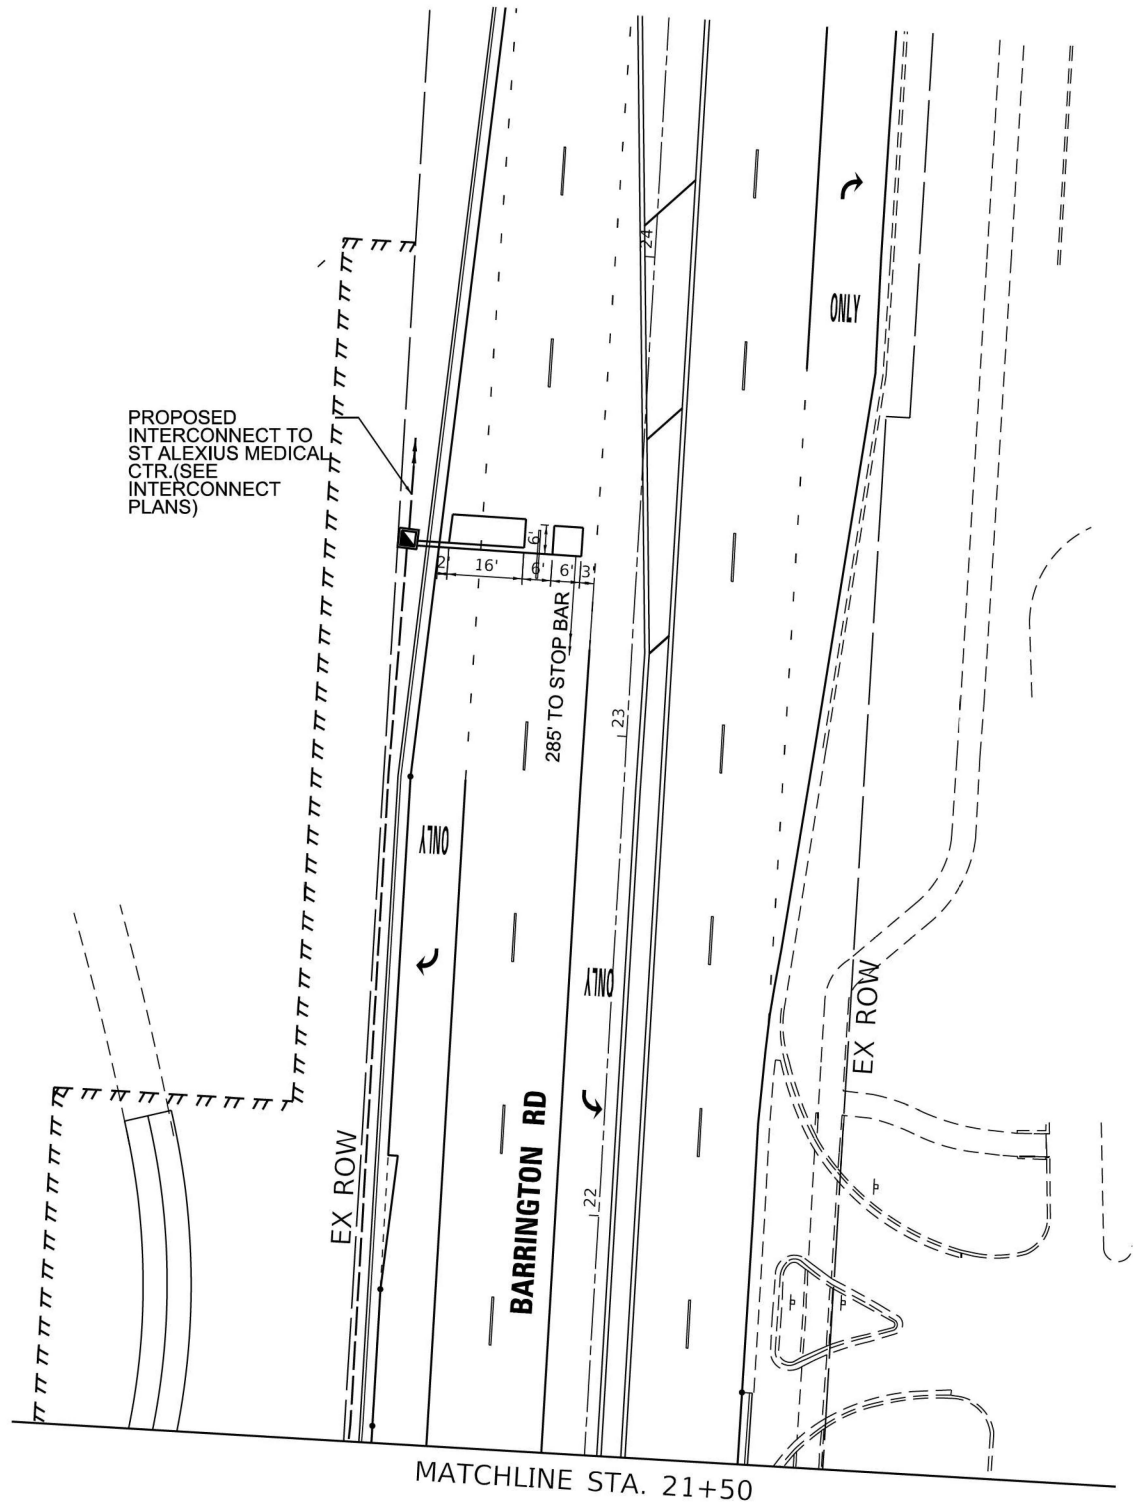 24
ONLY
PROPOSED
INTERCONNECT TO
ST ALEXIUS MEDICAL
CTR.(SEE
INTERCONNECT
PLANS)
6'
2'
16'
6'
6'
3'
285' TO STOP BAR
23
ONLY
ONLY
EX ROW
EX ROW
BARRINGTON RD
22
MATCHLINE STA. 21+50